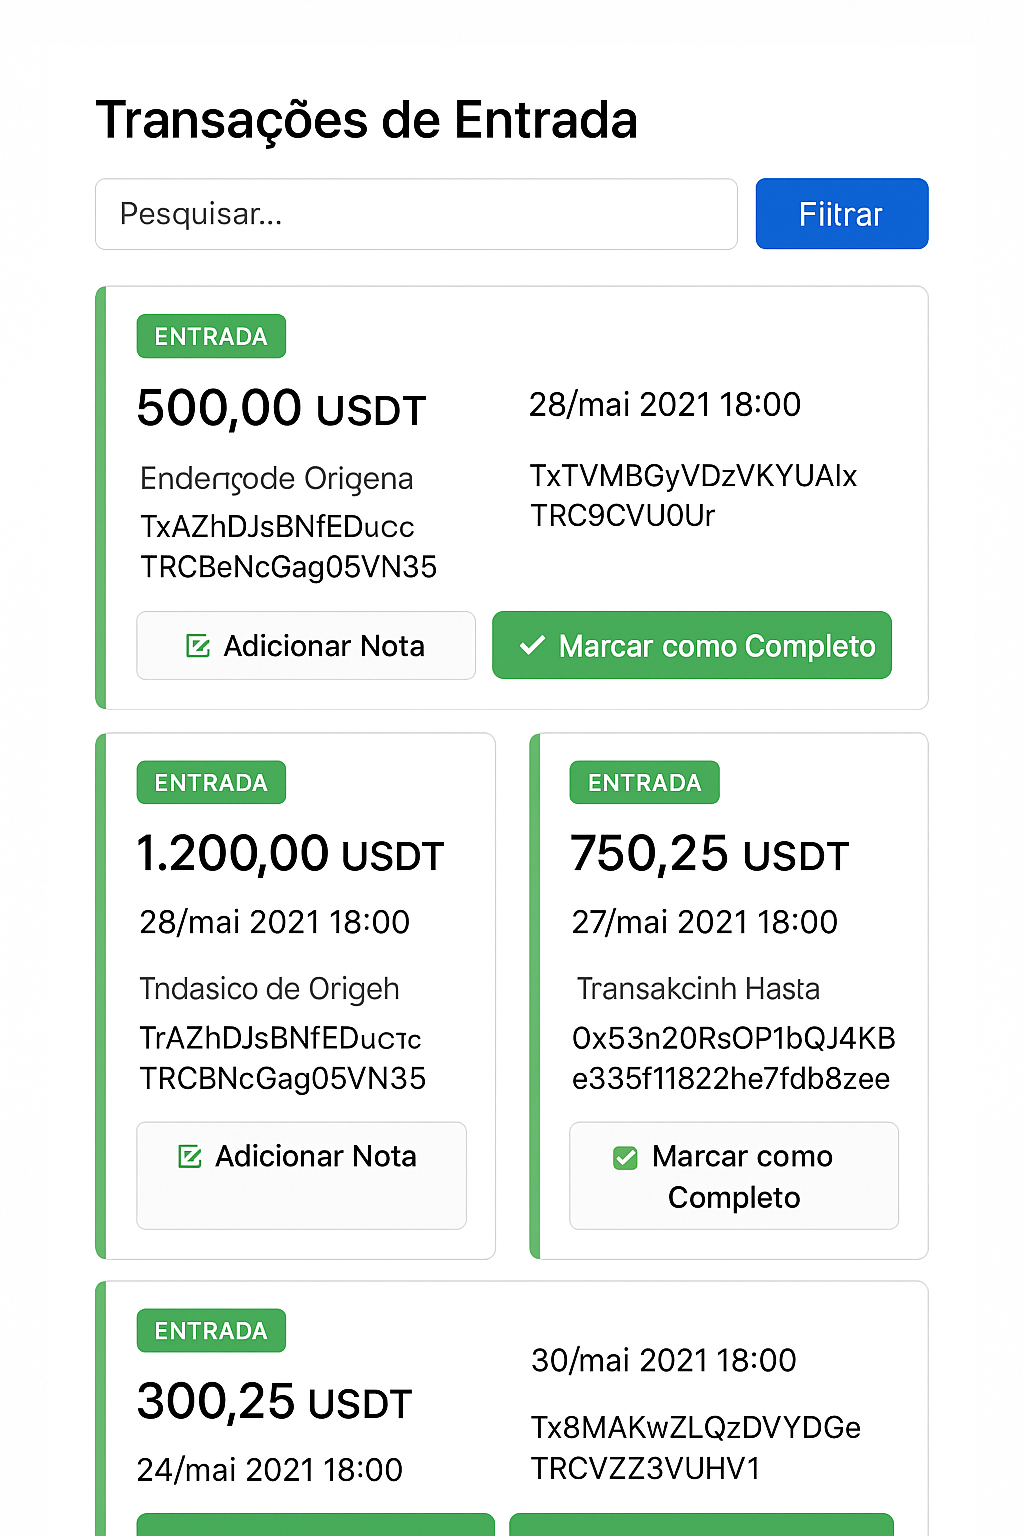 Transações de Entrada
Pesquisar...
Fiitrar
ENTRADA
500,00 USDT
28/mai 2021 18:00
Origena
TxAZhDJsBNfEDucc
TRCBeNcGag05VN35
TxTVMBGyVDzVKYUAlx
TRC9CVU0Ur
Adicionar Nota
Marcar como Completo
ENTRADA
1.200,00 USDT
28/mai 2021 18:00
Tndasico de Origeh
TrAZhDJsBNfEDucтc
TRCBNcGag05VN35
Adicionar Nota
ENTRADA
750,25 USDT
27/mai 2021 18:00
Transakcinh Hasta
0x53n20RsOP1bQJ4KB
e335f11822he7fdb8zee
Marcar como
Completo
ENTRADA
300,25 USDT
24/mai 2021 18:00
30/mai 2021 18:00
Tx8MAKwZLQzDVYDGe
TRCVZZ3VUHV1